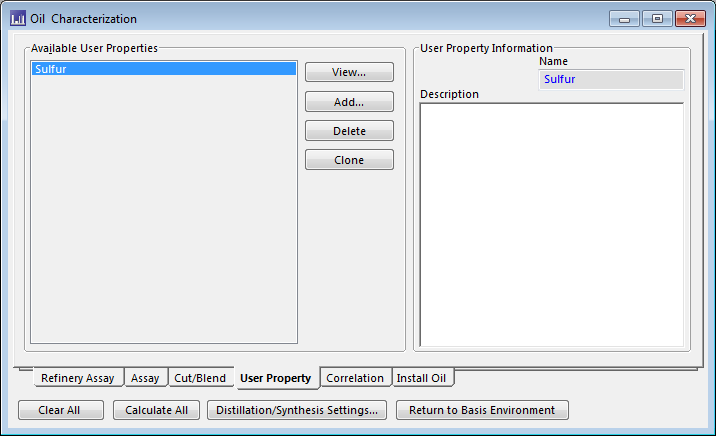 Oil Characterization
Available User Properties
Sulfur
View...
Add...
Delete
Clone
User Property Information
Name
Sulfur
Description
Refinery Assay Assay Cut/Blend User Property Correlation Install Oil
Clear All Calculate All Distillation/Synthesis Settings... Return to Basis Environment